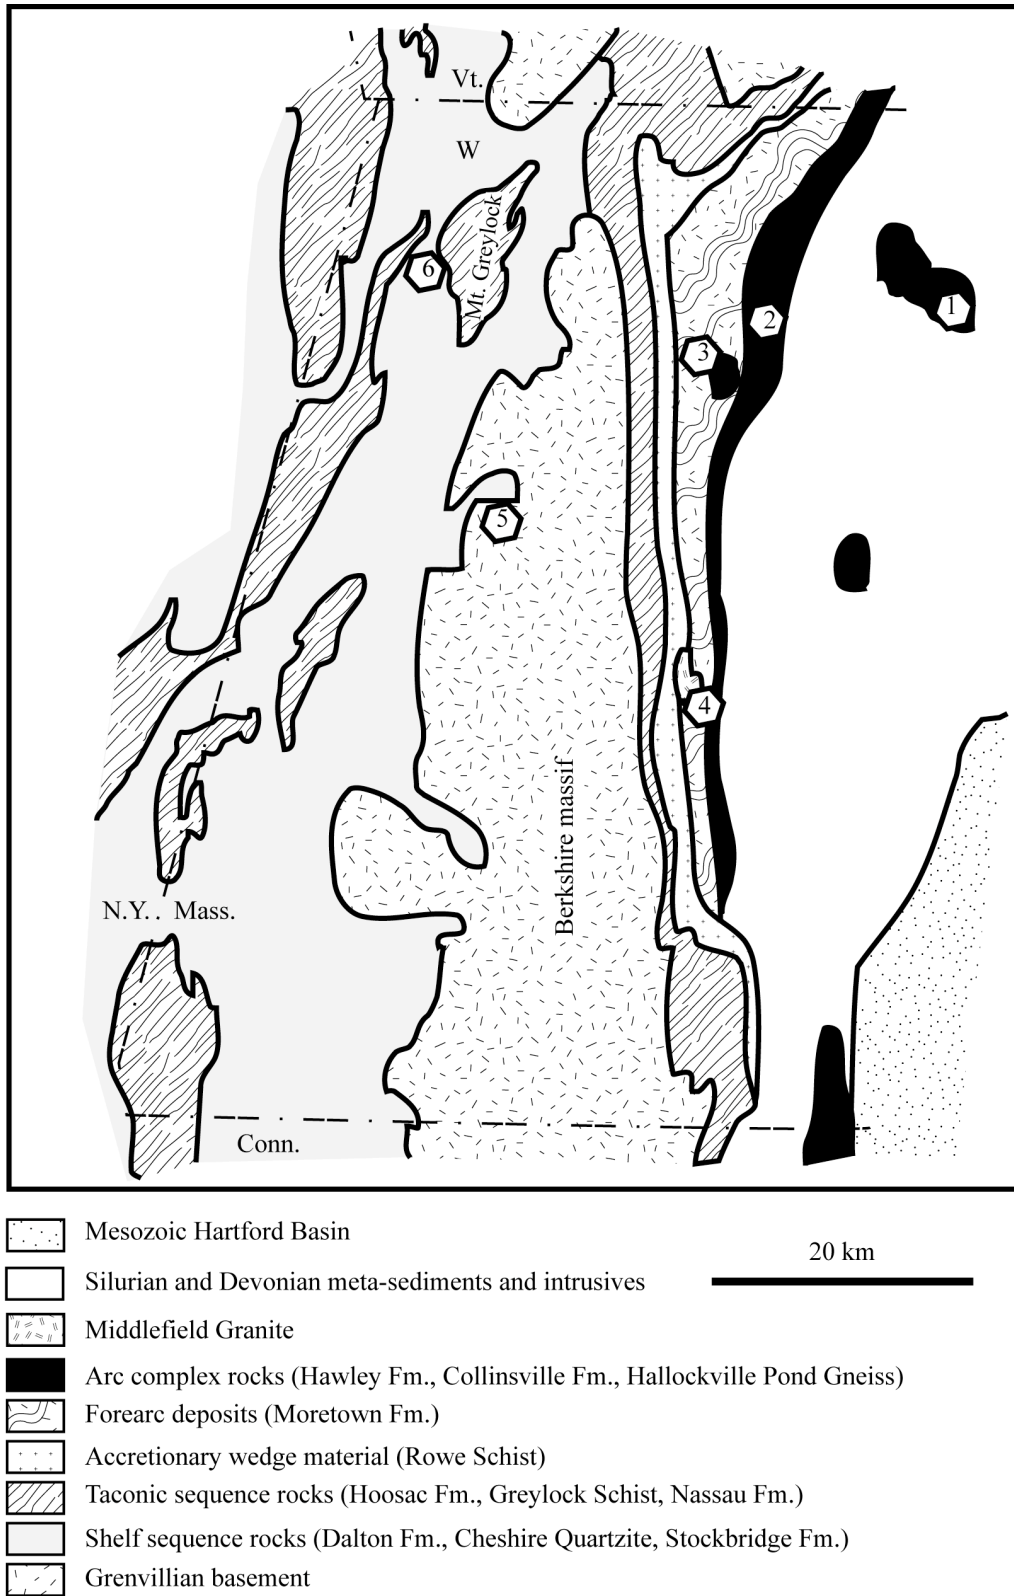 Vt.
W
Mt. Greylock
6
1
2
3
5
4
Berkshire massif
N.Y. . Mass.
Conn.
Mesozoic Hartford Basin
20 km
Silurian and Devonian meta-sediments and intrusives
Middlefield Granite
Arc complex rocks (Hawley Fm., Collinsville Fm., Hallockville Pond Gneiss)
Forearc deposits (Moretown Fm.)
Accretionary wedge material (Rowe Schist)
Taconic sequence rocks (Hoosac Fm., Greylock Schist, Nassau Fm.)
Shelf sequence rocks (Dalton Fm., Cheshire Quartzite, Stockbridge Fm.)
Grenvillian basement